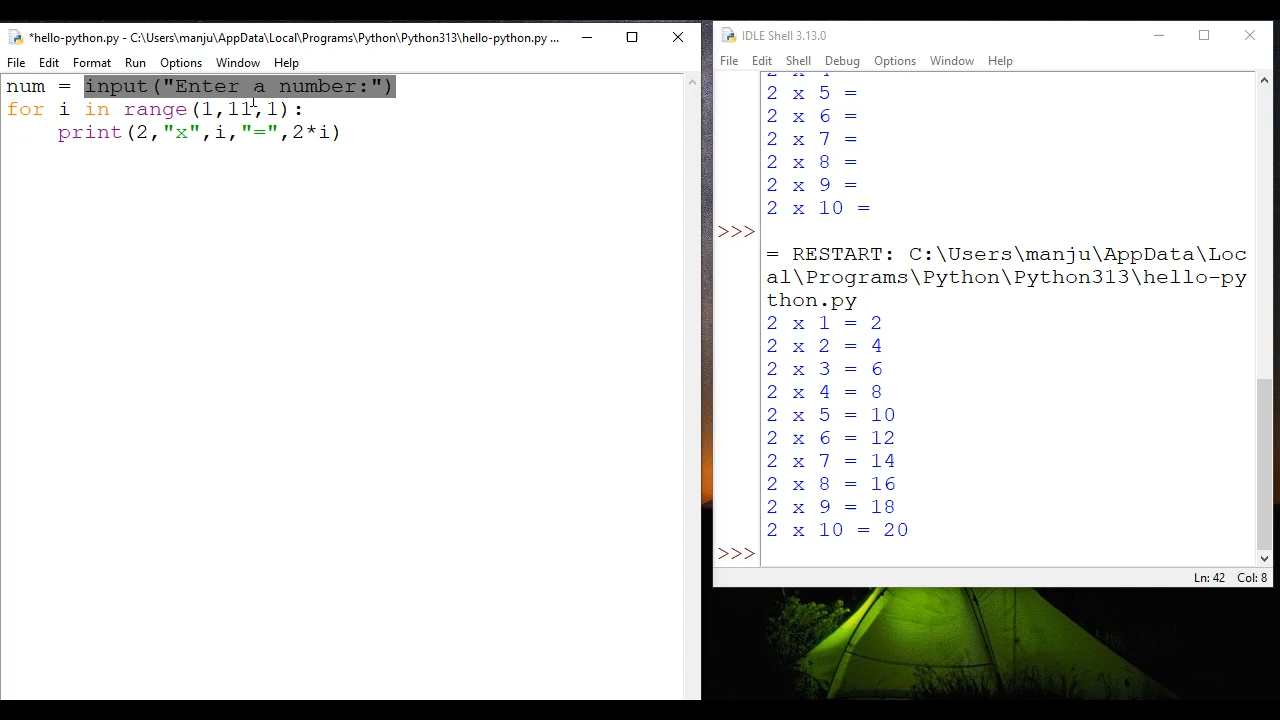 *hello-python.py - C:\Users\manju\AppData\Local\Programs\Python\Python313\hello-python.py ...
File Edit Format Run Options Window Help
num = input("Enter a number:")
for i in range(1,11,1):
    print(2,"x",i,"=",2*i)
IDLE Shell 3.13.0
File Edit Shell Debug Options Window Help
2 x 5 =
2 x 6 =
2 x 7 =
2 x 8 =
2 x 9 =
2 x 10 =
>>>
= RESTART: C:\Users\manju\AppData\Loc
al\Programs\Python\Python313\hello-py
thon.py
2 x 1 = 2
2 x 2 = 4
2 x 3 = 6
2 x 4 = 8
2 x 5 = 10
2 x 6 = 12
2 x 7 = 14
2 x 8 = 16
2 x 9 = 18
2 x 10 = 20
>>>
Ln: 42 Col: 8